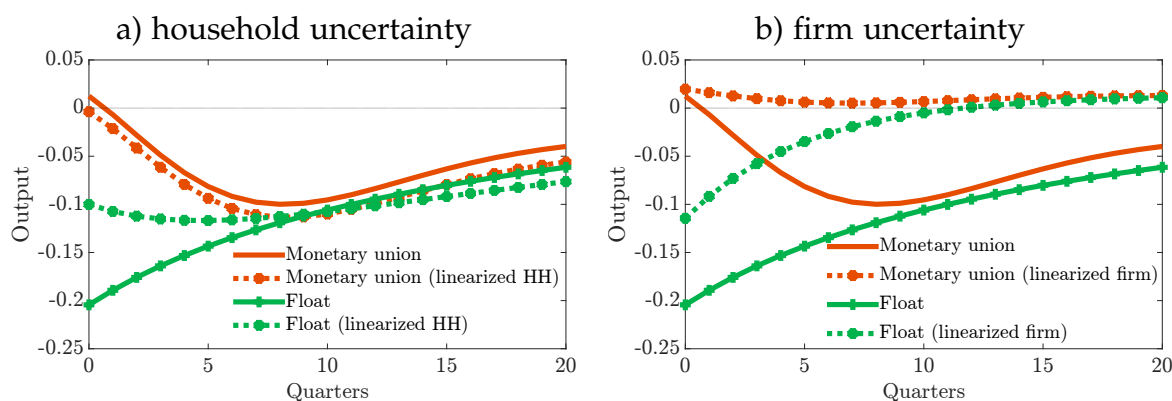 a) household uncertainty
0.05
0
-0.05
-0.1
-0.15
-0.2
-0.25
Output
Monetary union
Monetary union (linearized HH)
Float
Float (linearized HH)
0 5 10 15 20
Quarters
b) firm uncertainty
0.05
0
-0.05
-0.1
-0.15
-0.2
-0.25
Output
Monetary union
Monetary union (linearized firm)
Float
Float (linearized firm)
0 5 10 15 20
Quarters